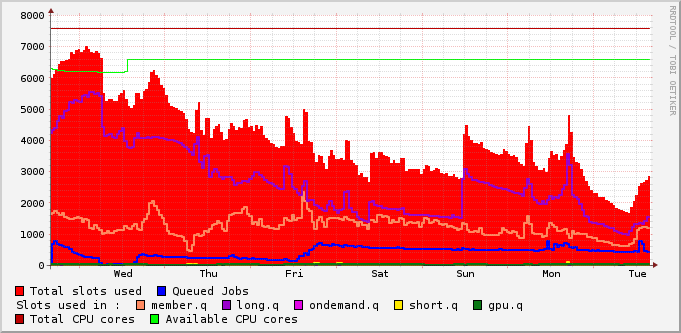 8000
7000
6000
5000
4000
3000
2000
1000
0
Wed Thu Fri Sat Sun Mon Tue
RRDTOOL / TOBI OETIKER
Total slots used Queued Jobs
Slots used in : member.q long.q ondemand.q short.q gpu.q
Total CPU cores Available CPU cores